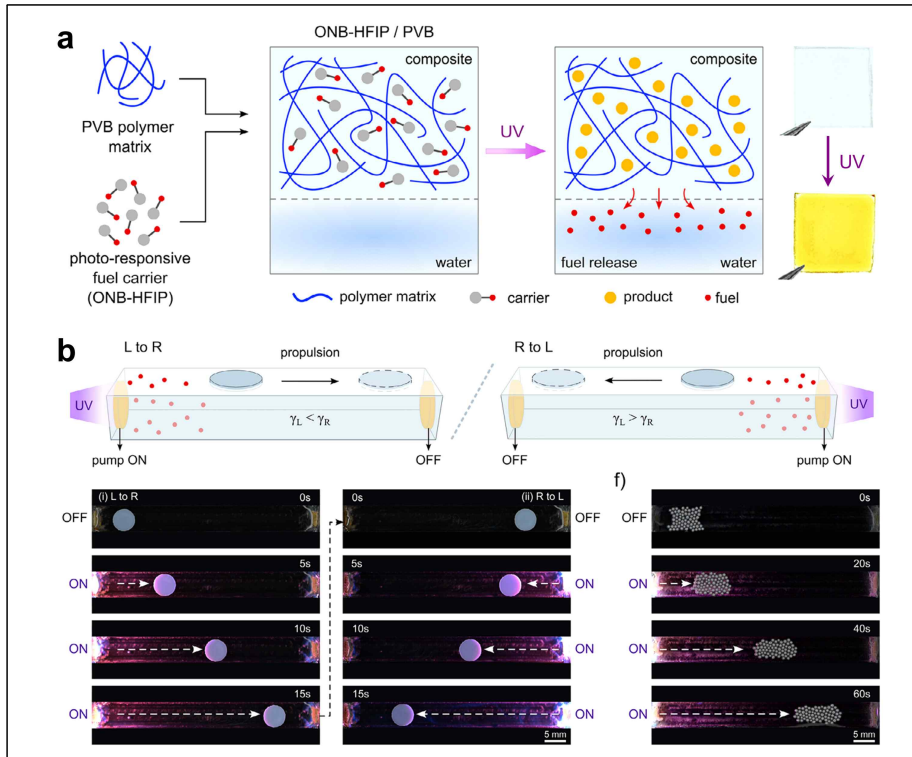 a
ONB-HFIP / PVB
PVB polymer
matrix
photo-responsive
fuel carrier
(ONB-HFIP)
composite
water
UV
composite
fuel release
water
UV
polymer matrix
carrier
product
fuel
b
L to R
propulsion
UV
γL < γR
pump ON
OFF
R to L
propulsion
UV
γL > γR
OFF
pump ON
(i) L to R
0s
OFF
5s
ON
10s
ON
15s
ON
0s
(ii) R to L
OFF
5s
ON
10s
ON
15s
ON
5 mm
f)
OFF
0s
ON
20s
ON
40s
ON
60s
5 mm